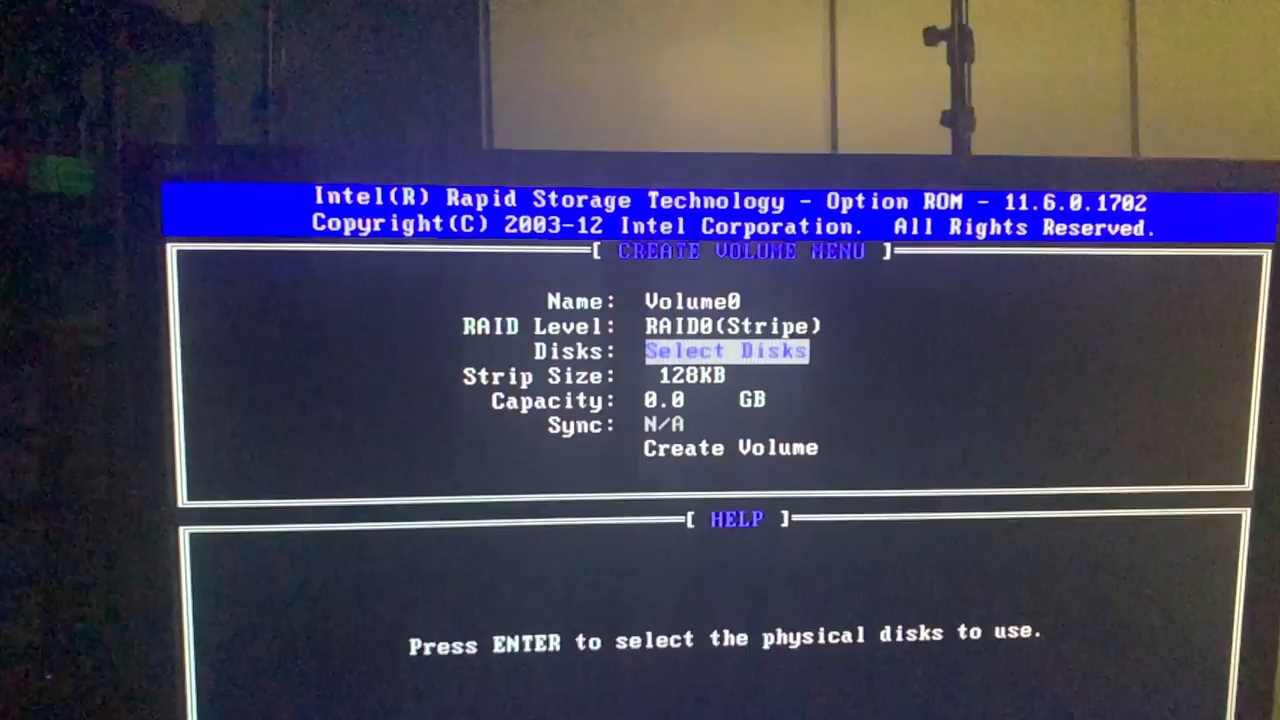 Intel(R) Rapid Storage Technology - Option ROM - 11.6.0.1702
Copyright(C) 2003-12 Intel Corporation. All Rights Reserved.
[ CREATE VOLUME MENU ]
Name: Volume0
RAID Level: RAID0(Stripe)
Disks: Select Disks
Strip Size: 128KB
Capacity: 0.0 GB
Sync: N/A
Create Volume
[ HELP ]
Press ENTER to select the physical disks to use.